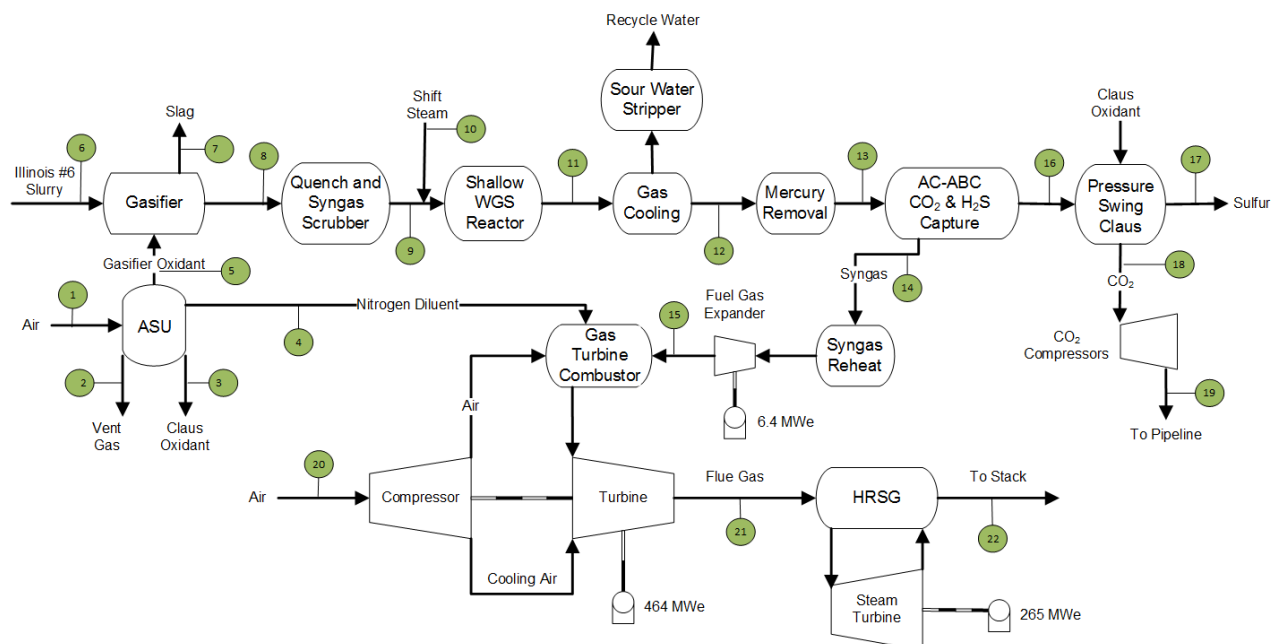 Recycle Water
Sour Water
Stripper
Slag
Shift
Steam
Claus
Oxidant
6
7
8
10
11
13
16
17
Illinois #6
Slurry
Gasifier
Quench and
Syngas
Scrubber
Shallow
WGS
Reactor
Gas
Cooling
Mercury
Removal
AC-ABC
CO₂ & H₂S
Capture
Pressure
Swing
Claus
Sulfur
9
12
Gasifier Oxidant
5
Syngas
14
18
CO₂
1
Air
ASU
Nitrogen Diluent
4
15
Fuel Gas
Expander
Gas
Turbine
Combustor
Syngas
Reheat
CO₂
Compressors
2
3
Vent
Gas
Claus
Oxidant
Air
6.4 MWe
19
To Pipeline
20
Air
Compressor
Turbine
Flue Gas
21
HRSG
To Stack
22
Cooling Air
464 MWe
Steam
Turbine
265 MWe